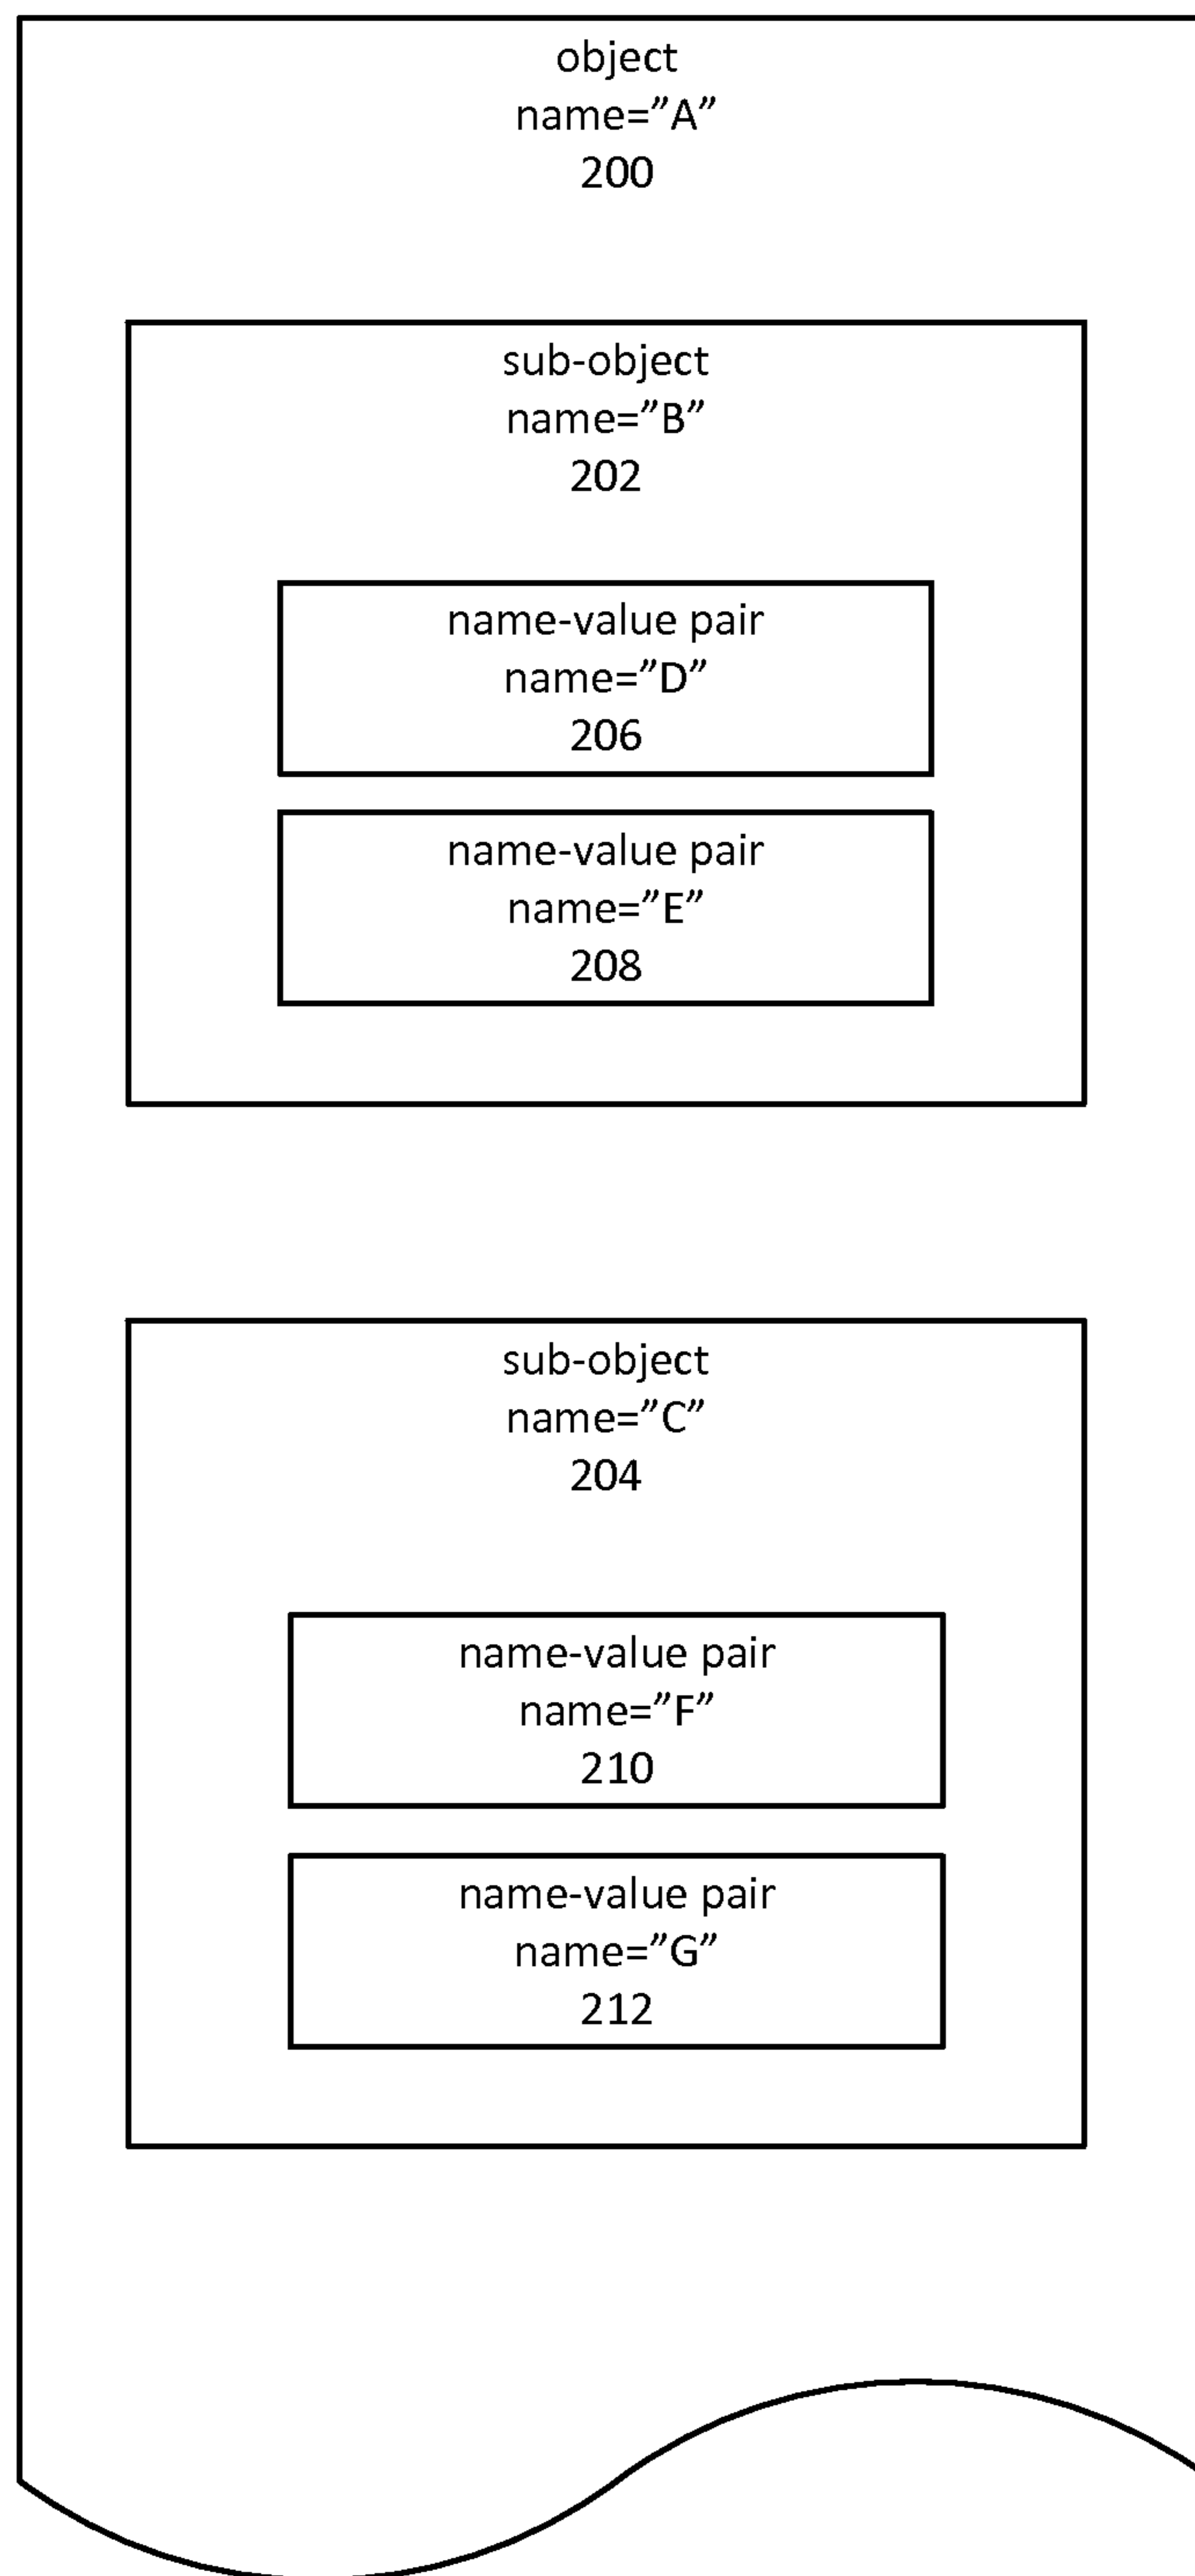 object
name=”A”
200
sub-object
name=”B”
202
name-value pair
name=”D”
206
name-value pair
name=”E”
208
sub-object
name=”C”
204
name-value pair
name=”F”
210
name-value pair
name=”G”
212